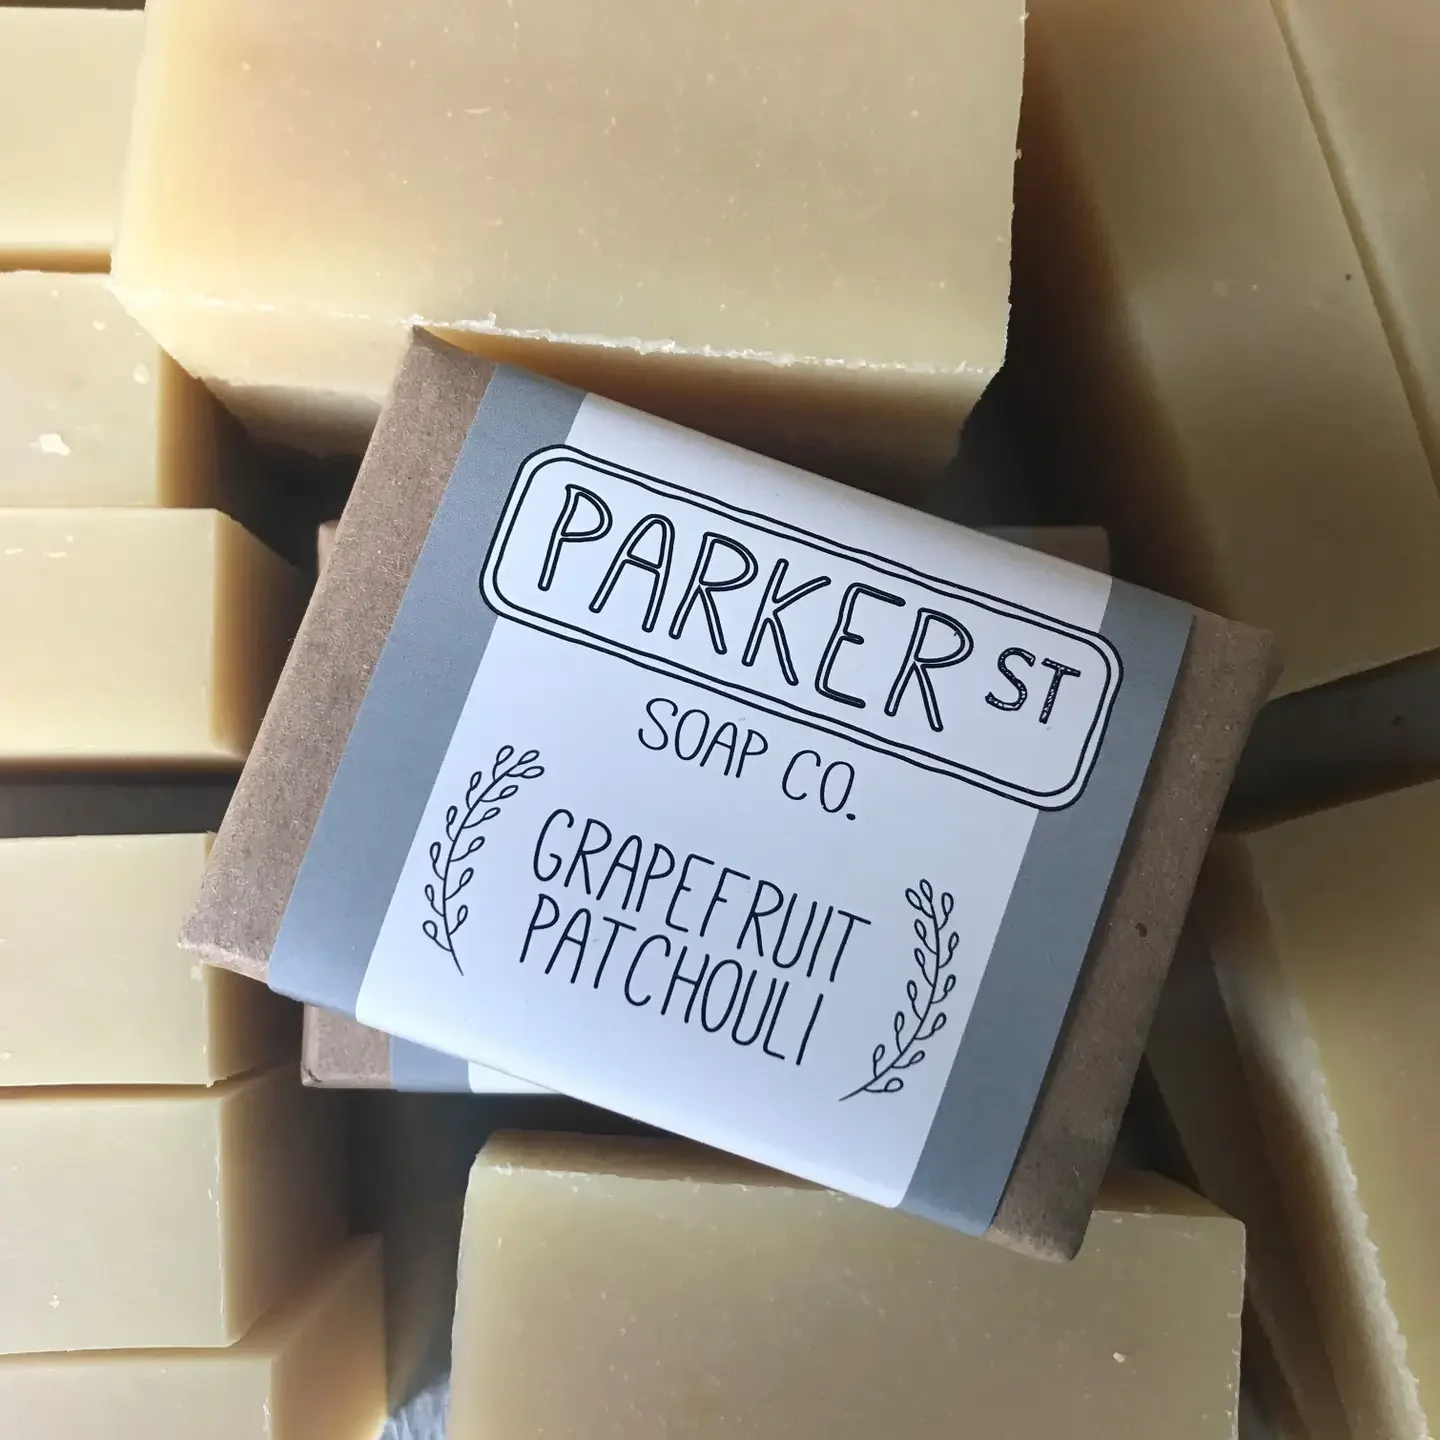 PARKER ST
SOAP CO.
GRAPEFRUIT
PATCHOULI